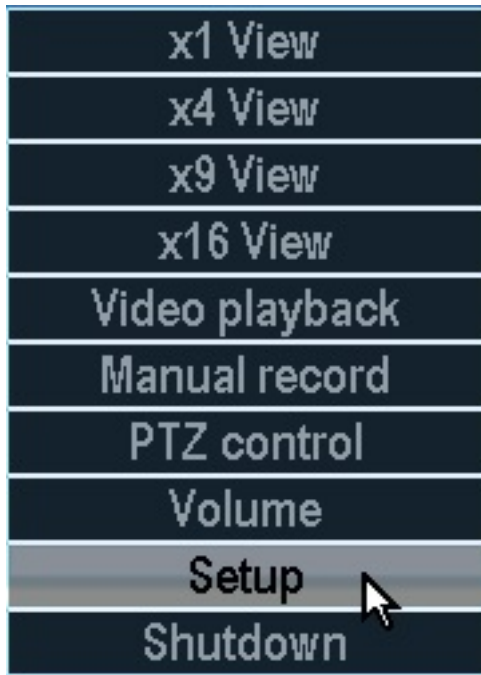 x1 View
x4 View
x9 View
x16 View
Video playback
Manual record
PTZ control
Volume
Setup
Shutdown